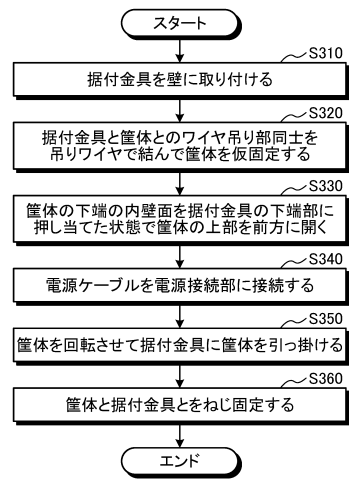 スタート
S310
据付金具を壁に取り付ける
S320
据付金具と筐体とのワイヤ吊り部同士を
吊りワイヤで結んで筐体を仮固定する
S330
筐体の下端の内壁面を据付金具の下端部に
押し当てた状態で筐体の上部を前方に開く
S340
電源ケーブルを電源接続部に接続する
S350
筐体を回転させて据付金具に筐体を引っ掛ける
S360
筐体と据付金具とをねじ固定する
エンド